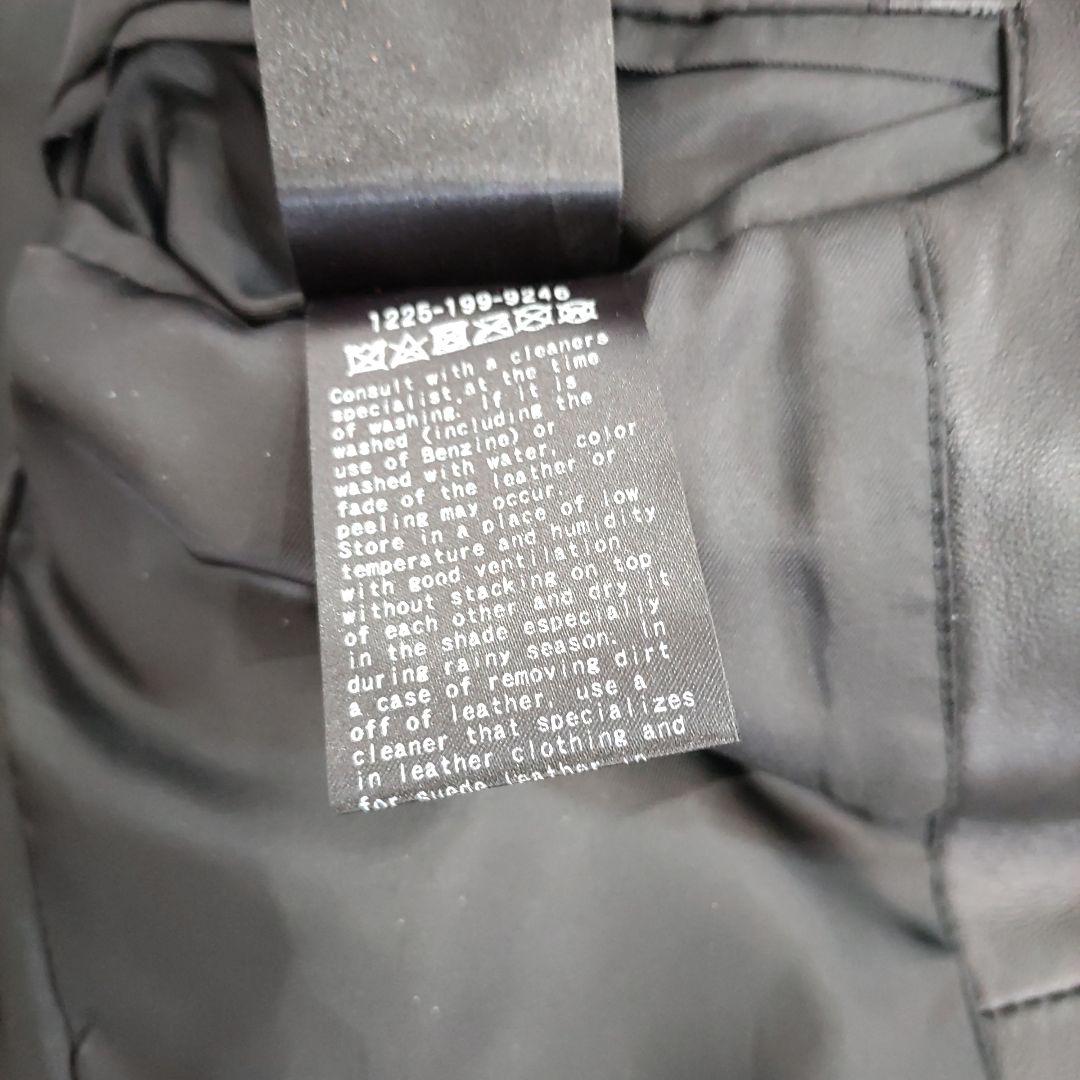 1225-199-9246
Consult with a cleaners
specialist,at the time
of washing. If it is
washed (including the
use of Benzine) or
washed with water, color
fade of the leather or
peeling may occur.
Store in a place of low
temperature and humidity
with good ventilation
without stacking on top
of each other and dry it
in the shade especially
during rainy season. In
a case of removing dirt
off of leather, use a
cleaner that specializes
in leather clothing and
for Suede leather in